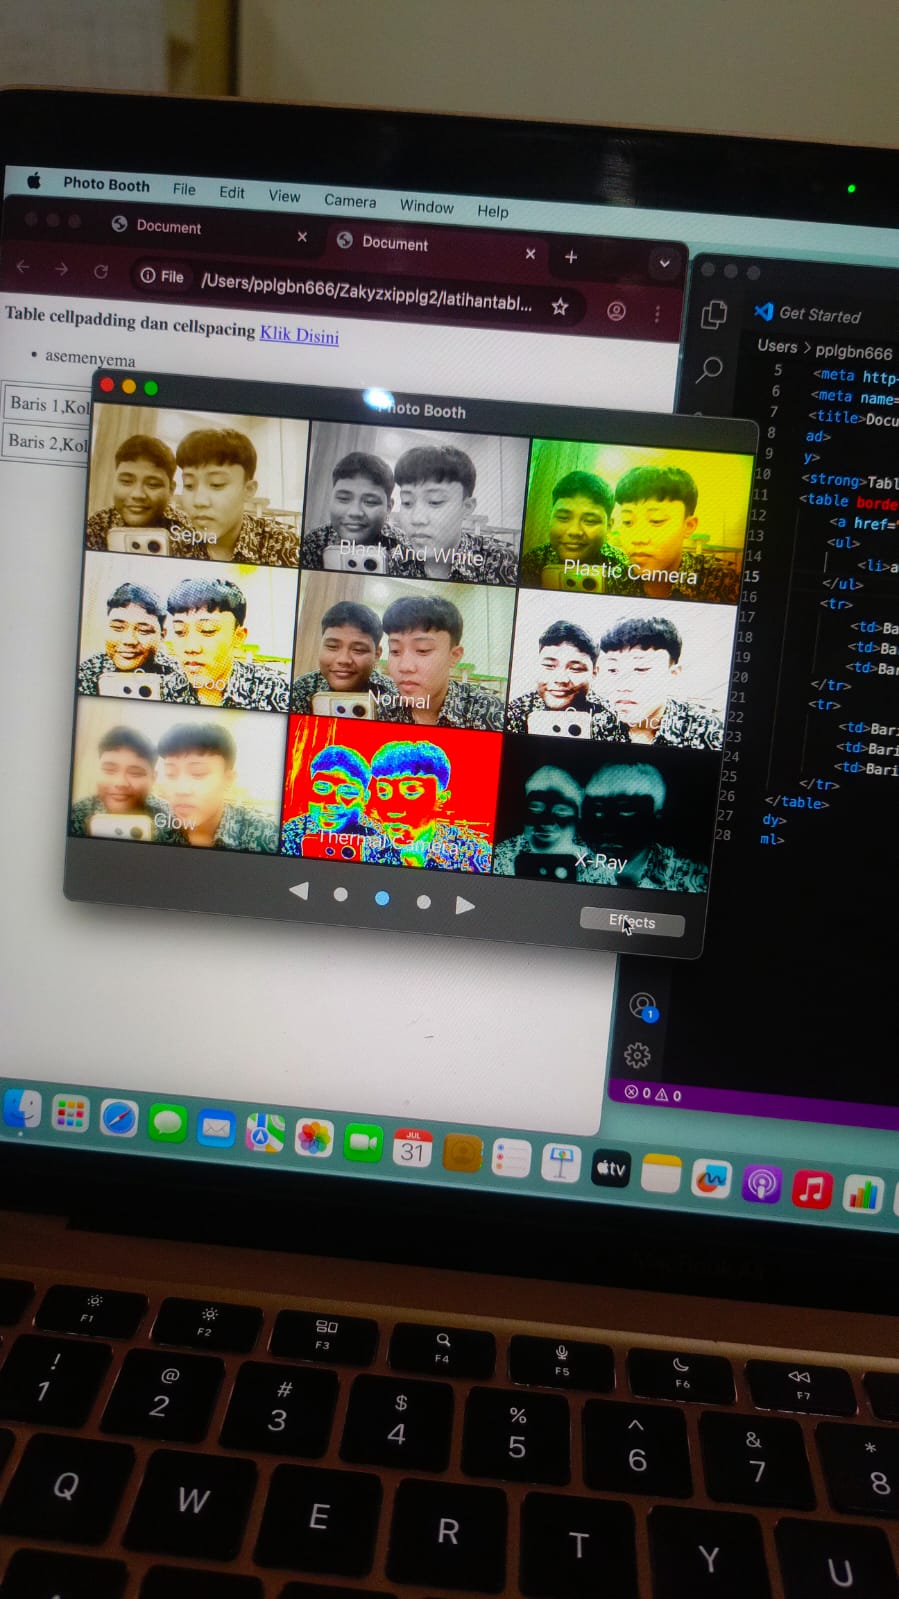 Photo Booth File Edit View Camera Window Help
Document
Document
File /Users/pplgbn666/Zakyzxipplg2/latihantabl...
Table cellpadding dan cellspacing Klik Disini
asemenyema
Baris 1,Kol
Baris 2,Kol
Photo Booth
Sepia
Black And White
Plastic Camera
Normal
Glow
Thermal Camera
X-Ray
Effects
Get Started
Users > pplgbn666
5 <meta http-
6 <meta name=
7 <title>Docu
8 ad>
9 y>
10 <strong>Tabl
11 <table borde
12 <a href="
13 <ul>
14 <li>a
15 </ul>
16 <tr>
17 <td>Ba
18 <td>Ba
19 <td>Bar
20 </tr>
21 <tr>
22 <td>Bari
23 <td>Bari
24 <td>Bari
25 </tr>
26 </table>
27 dy>
28 ml>
1
0 0
JUL
31
tv
F1 F2 F3 F4 F5 F6 F7
! @ # $ % ^ & *
1 2 3 4 5 6 7 8
Q W E R T Y U